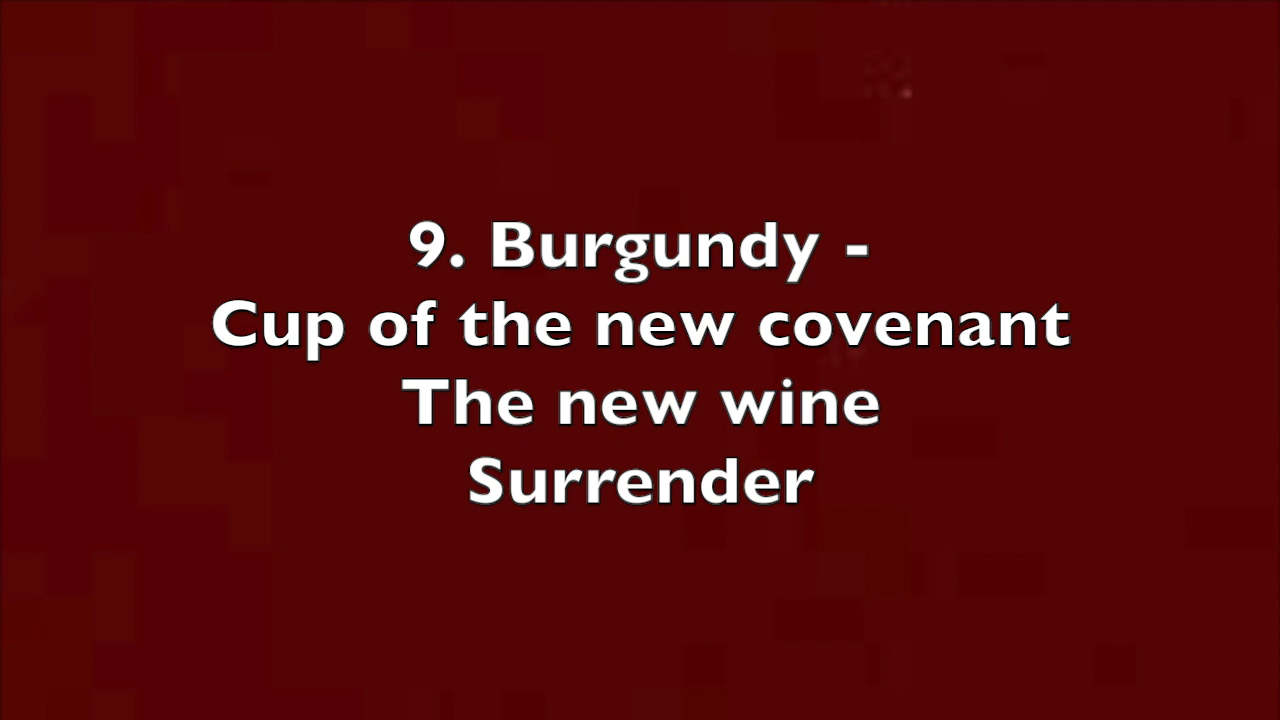 9. Burgundy -
Cup of the new covenant
The new wine
Surrender